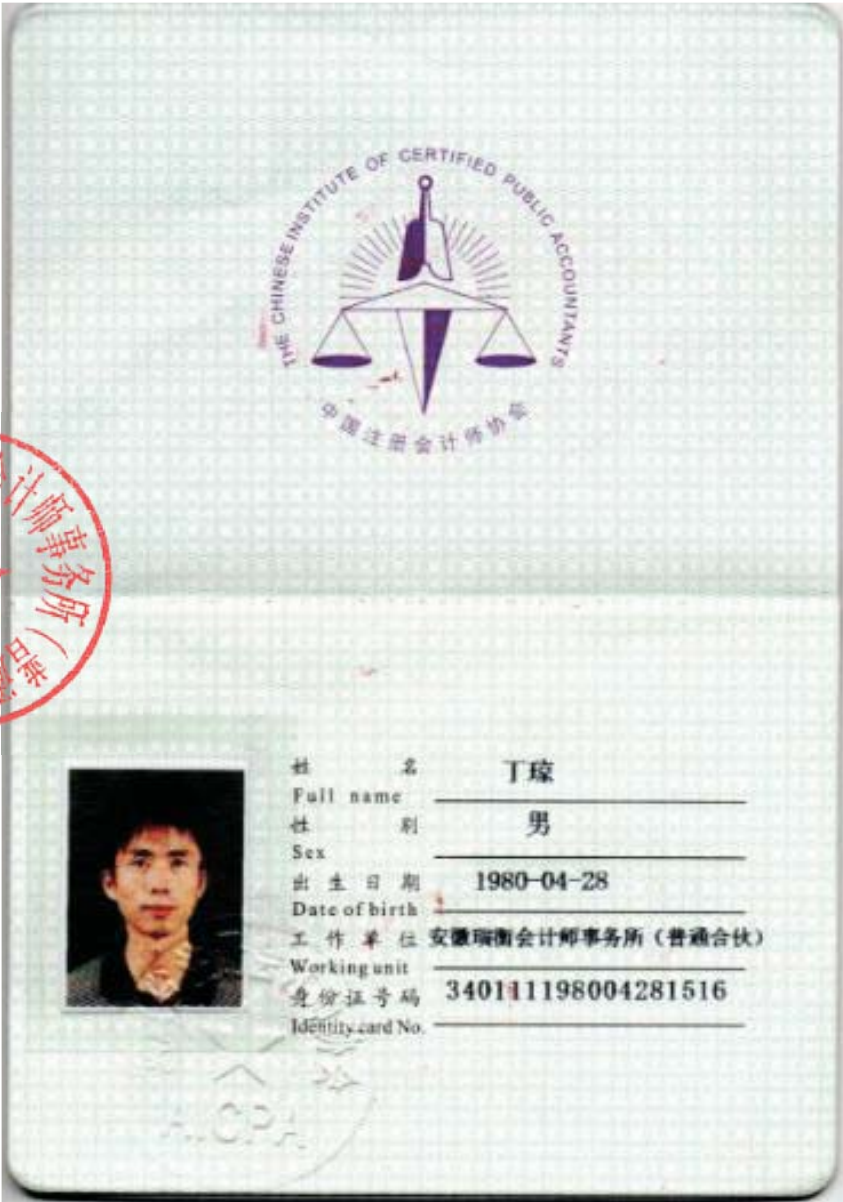 THE CHINESE INSTITUTE OF CERTIFIED PUBLIC ACCOUNTANTS
中国注册会计师协会
计师事务所（普
姓 名 丁琼
Full name
性 别 男
Sex
出生日期 1980-04-28
Date of birth
工作单位 安徽瑞衡会计师事务所（普通合伙）
Working unit
身份证号码 340111198004281516
Identity card No.
AICPA